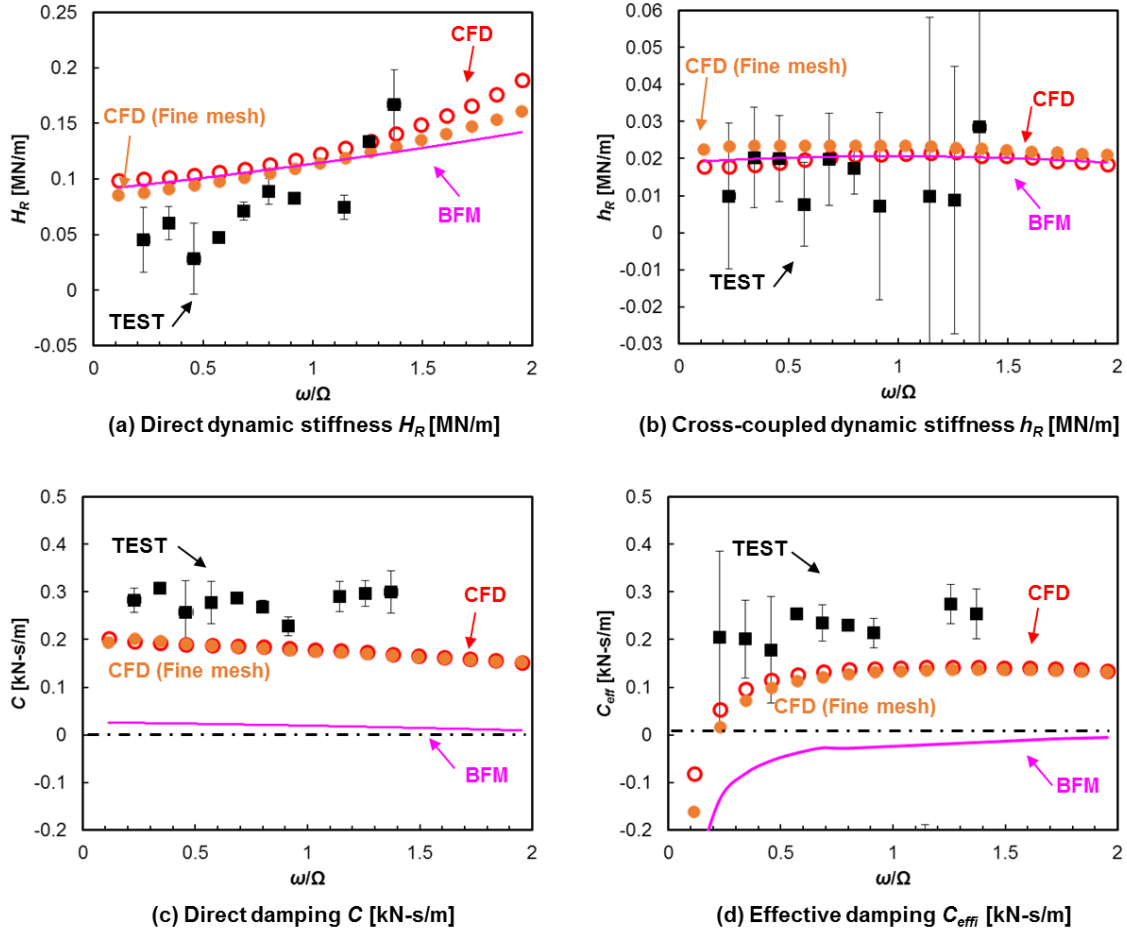 0.25
0.2
0.15
0.1
0.05
0
-0.05
H_R [MN/m]
CFD
CFD (Fine mesh)
BFM
TEST
0 0.5 1 1.5 2
ω/Ω
(a) Direct dynamic stiffness H_R [MN/m]
0.06
0.05
0.04
0.03
0.02
0.01
0
-0.01
-0.02
-0.03
h_R [MN/m]
CFD (Fine mesh)
CFD
BFM
TEST
0 0.5 1 1.5 2
ω/Ω
(b) Cross-coupled dynamic stiffness h_R [MN/m]
0.5
0.4
0.3
0.2
0.1
0
-0.1
-0.2
C [kN-s/m]
TEST
CFD
CFD (Fine mesh)
BFM
0 0.5 1 1.5 2
ω/Ω
(c) Direct damping C [kN-s/m]
0.5
0.4
0.3
0.2
0.1
0
-0.1
-0.2
C_eff [kN-s/m]
TEST
CFD
CFD (Fine mesh)
BFM
0 0.5 1 1.5 2
ω/Ω
(d) Effective damping C_effi [kN-s/m]